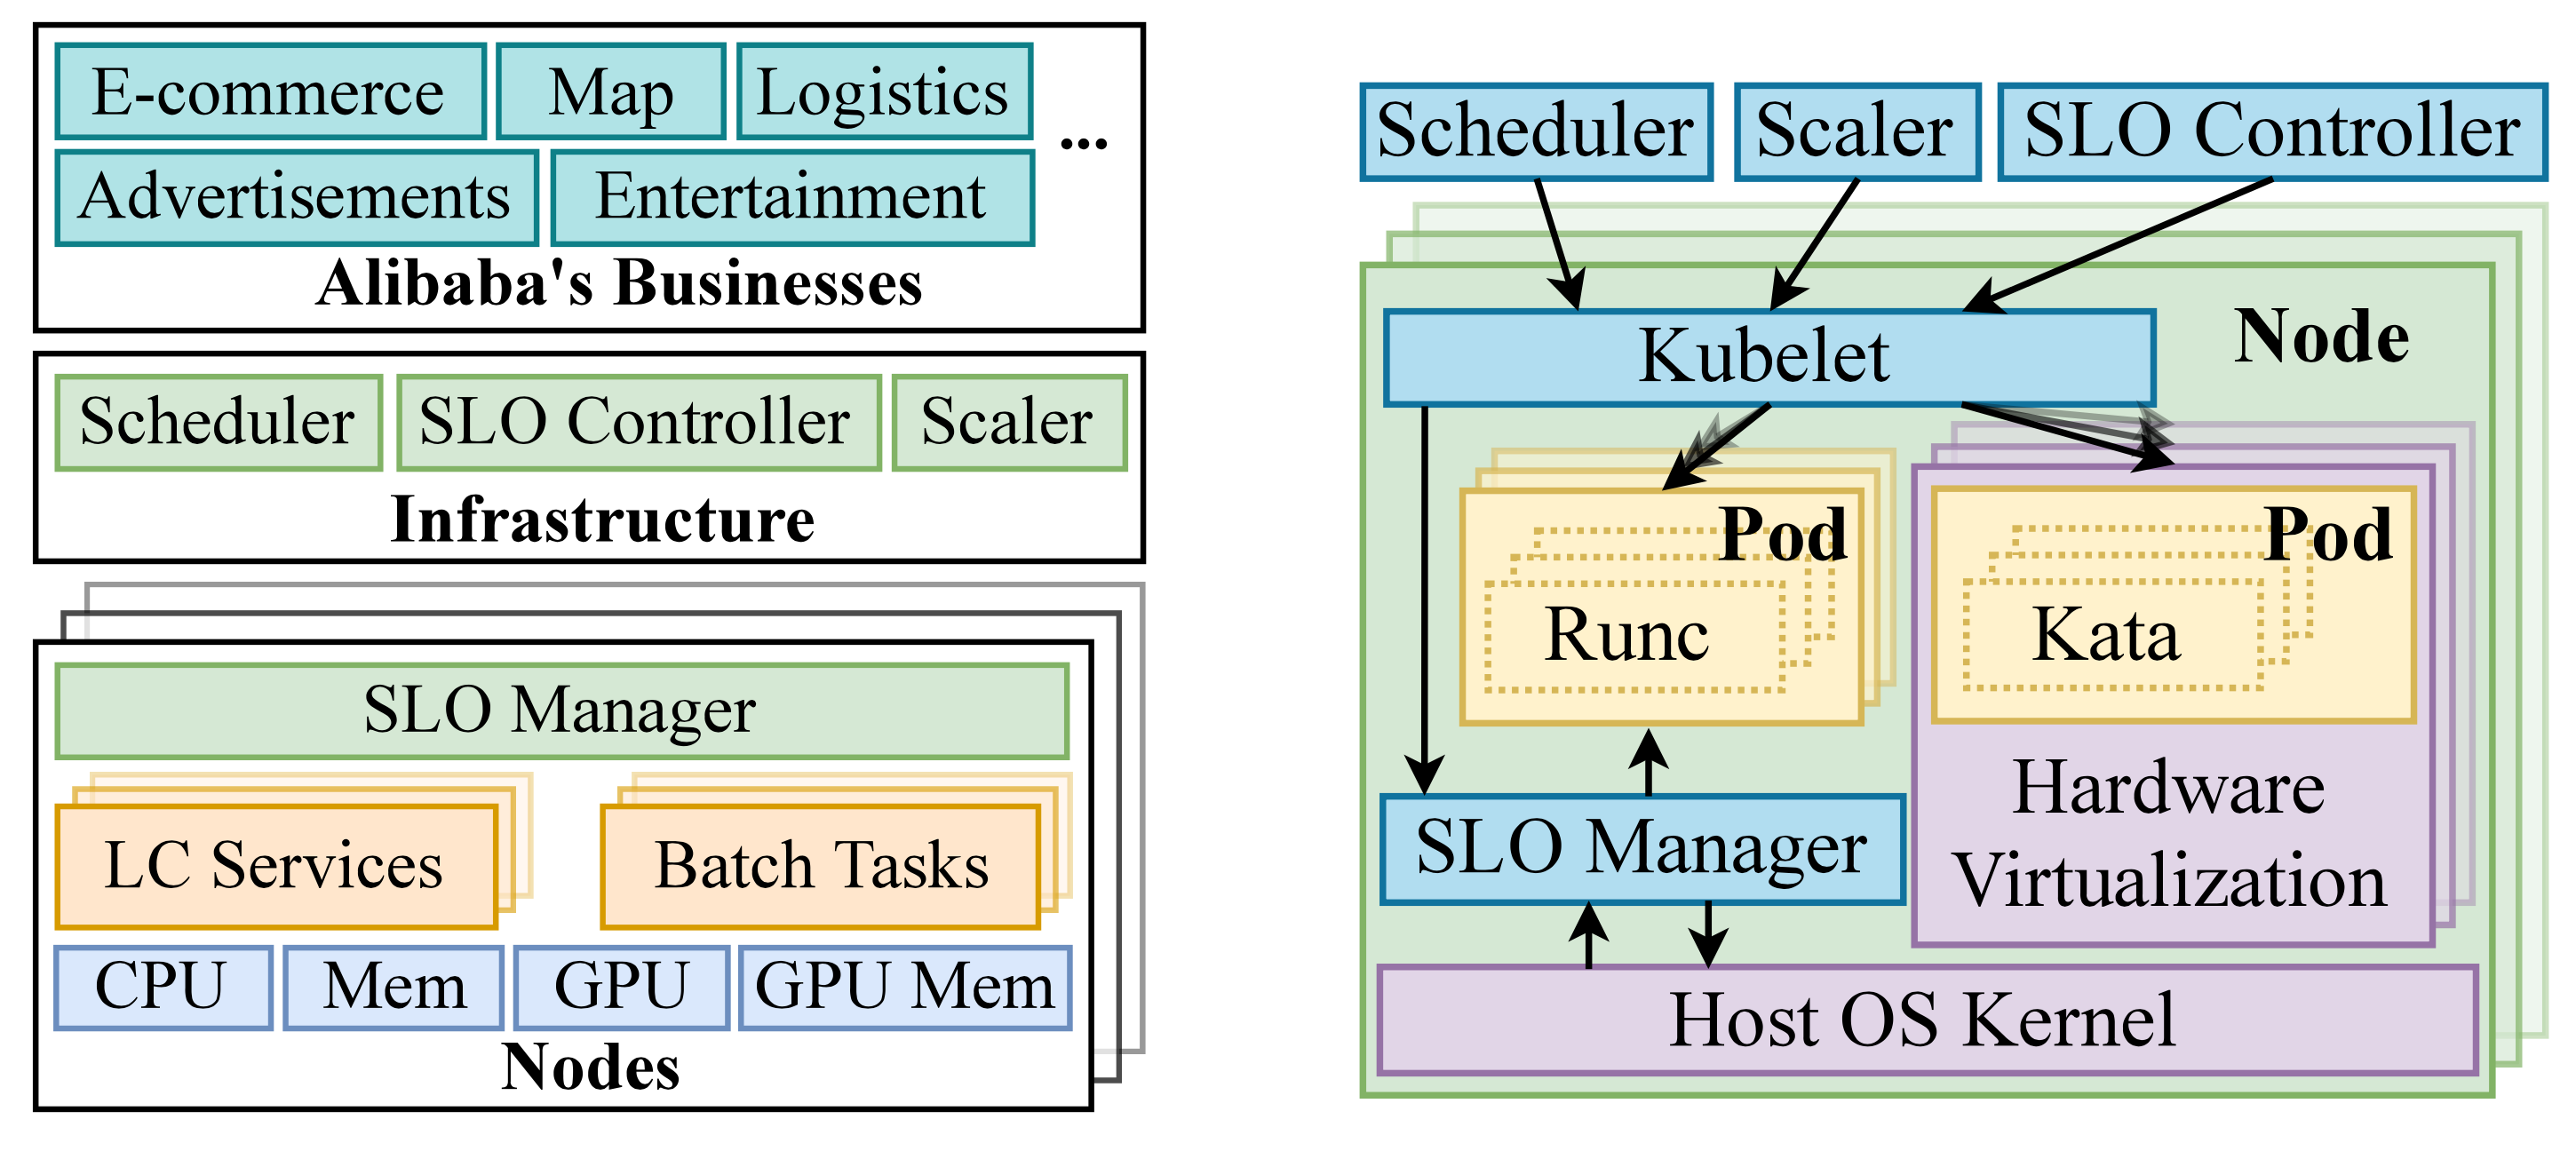 E-commerce
Map
Logistics
...
Advertisements
Entertainment
Alibaba's Businesses
Scheduler
SLO Controller
Scaler
Infrastructure
SLO Manager
LC Services
Batch Tasks
CPU
Mem
GPU
GPU Mem
Nodes
Scheduler
Scaler
SLO Controller
Kubelet
Node
Pod
Runc
Pod
Kata
Hardware
Virtualization
SLO Manager
Host OS Kernel